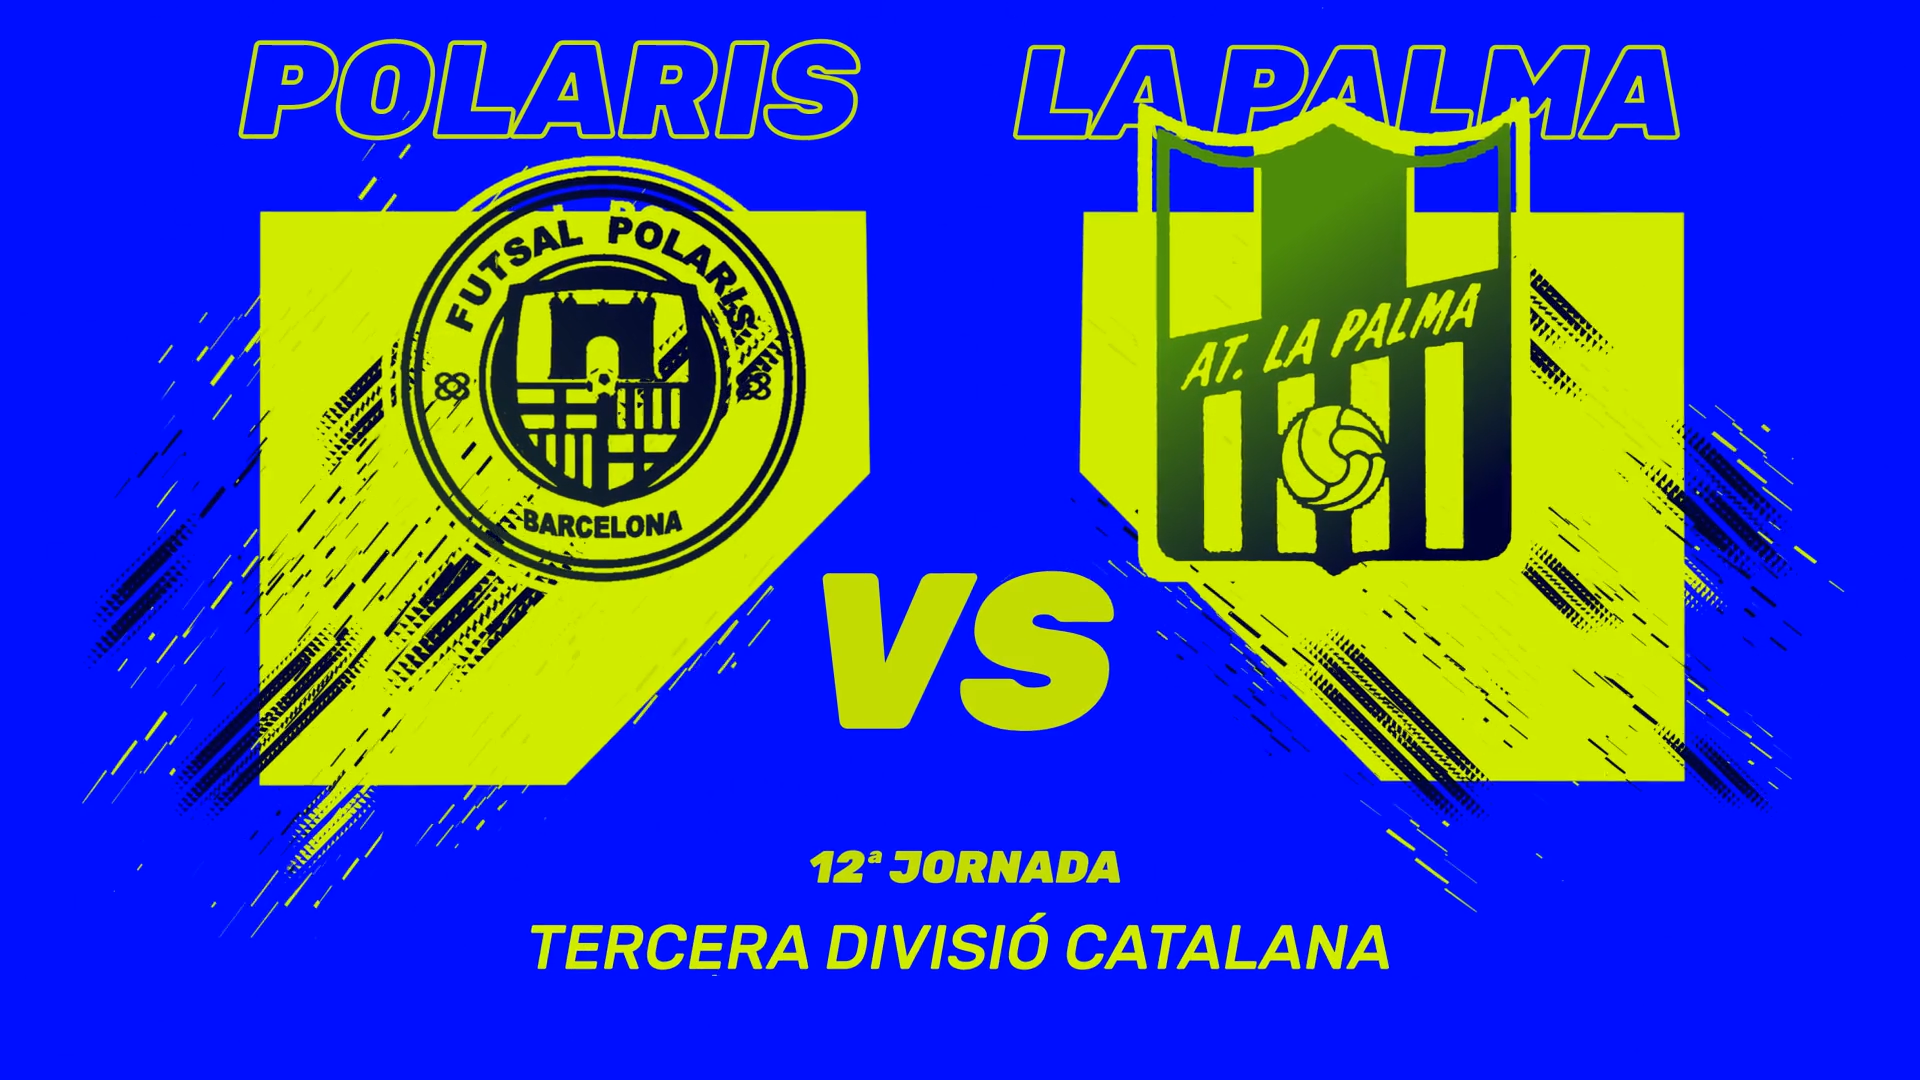 POLARIS
LA PALMA
FUTSAL POLARIS
BARCELONA
AT. LA PALMA
VS
12ª JORNADA
TERCERA DIVISIÓ CATALANA